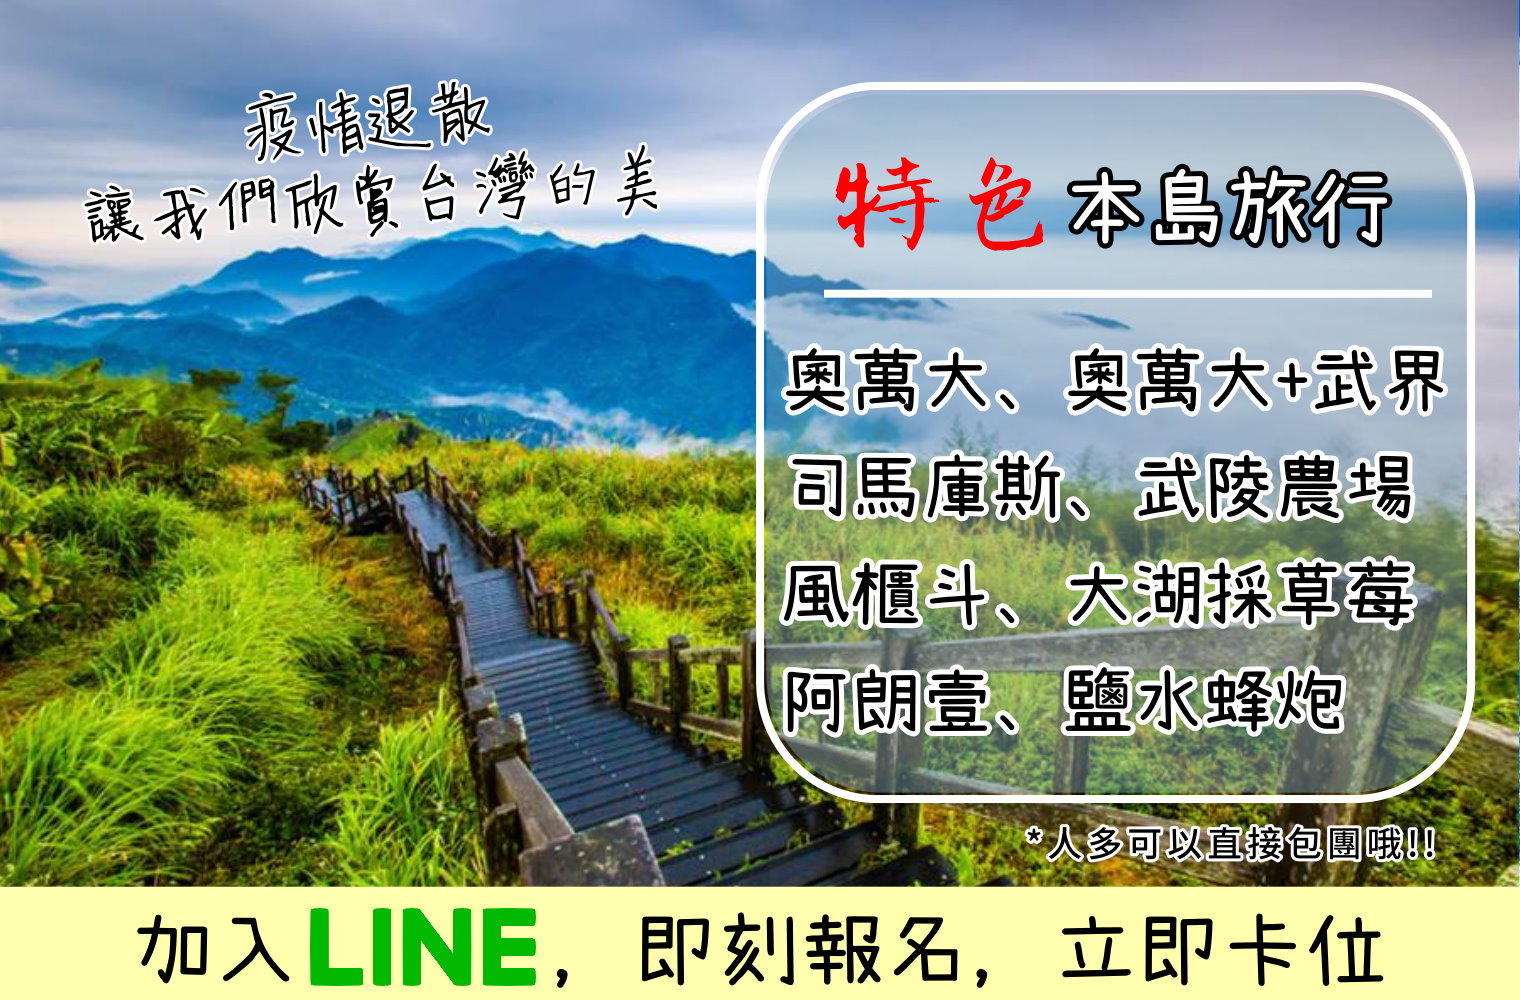 疫情退散
讓我們欣賞台灣的美
特色本島旅行
奧萬大、奧萬大+武界
司馬庫斯、武陵農場
風櫃斗、大湖採草莓
阿朗壹、鹽水蜂炮
*人多可以直接包團哦!!
加入LINE，即刻報名，立即卡位